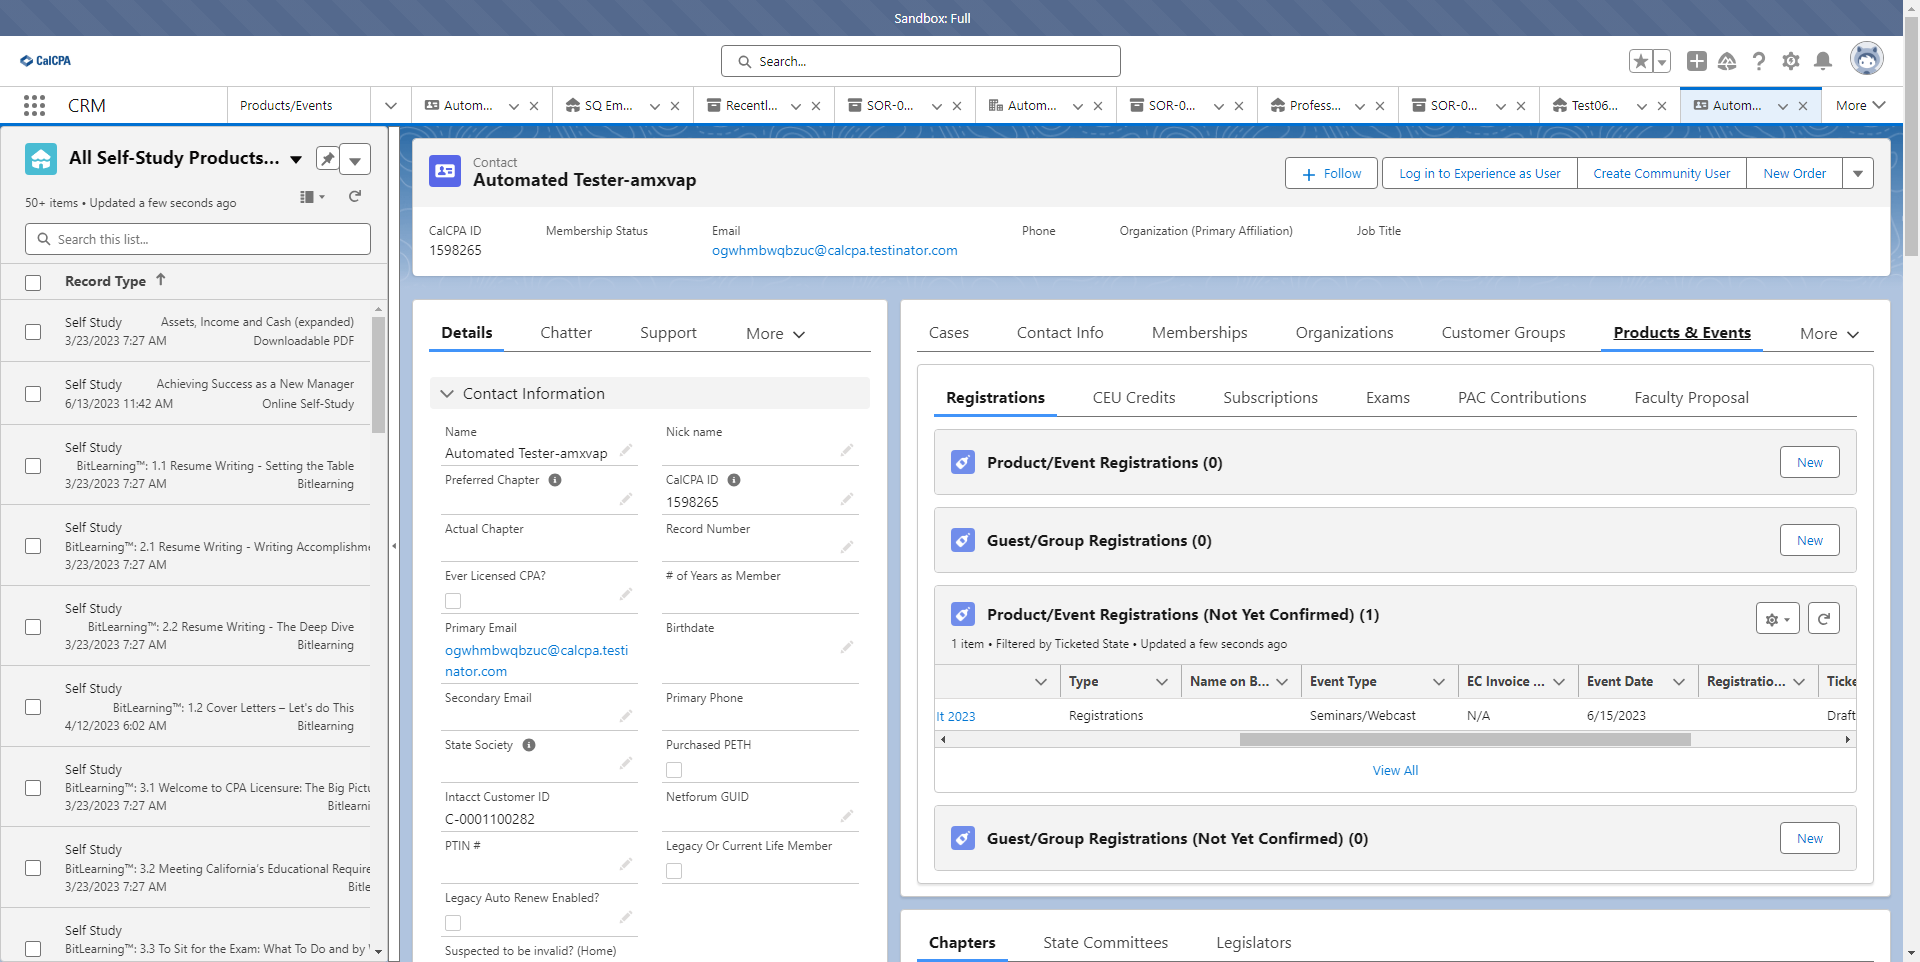 Sandbox: Full
CalCPA
Search...
CRM
Products/Events
Autom...
SQ Em...
Recentl...
SOR-0...
Autom...
SOR-0...
Profess...
SOR-0...
Test06...
Autom...
More
All Self-Study Products...
50+ items • Updated a few seconds ago
Search this list...
Record Type
Self Study
Assets, Income and Cash (expanded)
3/23/2023 7:27 AM
Downloadable PDF
Self Study
Achieving Success as a New Manager
6/13/2023 11:42 AM
Online Self-Study
Self Study
BitLearning™: 1.1 Resume Writing - Setting the Table
3/23/2023 7:27 AM
Bitlearning
Self Study
BitLearning™: 2.1 Resume Writing - Writing Accomplishme
3/23/2023 7:27 AM
Self Study
BitLearning™: 2.2 Resume Writing - The Deep Dive
3/23/2023 7:27 AM
Bitlearning
Self Study
BitLearning™: 1.2 Cover Letters – Let's do This
4/12/2023 6:02 AM
Bitlearning
Self Study
BitLearning™: 3.1 Welcome to CPA Licensure: The Big Pictu
3/23/2023 7:27 AM
Bitlearni
Self Study
BitLearning™: 3.2 Meeting California's Educational Require
3/23/2023 7:27 AM
Bitle
Self Study
BitLearning™: 3.3 To Sit for the Exam: What To Do and by
Contact
Automated Tester-amxvap
Follow
Log in to Experience as User
Create Community User
New Order
CalCPA ID
1598265
Membership Status
Email
ogwhmbwqbzuc@calcpa.testinator.com
Phone
Organization (Primary Affiliation)
Job Title
Details
Chatter
Support
More
Contact Information
Name
Automated Tester-amxvap
Nick name
Preferred Chapter
CalCPA ID
1598265
Actual Chapter
Record Number
Ever Licensed CPA?
# of Years as Member
Primary Email
ogwhmbwqbzuc@calcpa.testi
nator.com
Birthdate
Secondary Email
Primary Phone
State Society
Purchased PETH
Intacct Customer ID
C-0001100282
Netforum GUID
PTIN #
Legacy Or Current Life Member
Legacy Auto Renew Enabled?
Suspected to be invalid? (Home)
Cases
Contact Info
Memberships
Organizations
Customer Groups
Products & Events
More
Registrations
CEU Credits
Subscriptions
Exams
PAC Contributions
Faculty Proposal
Product/Event Registrations (0)
New
Guest/Group Registrations (0)
New
Product/Event Registrations (Not Yet Confirmed) (1)
1 item • Filtered by Ticketed State • Updated a few seconds ago
Type
Name on B...
Event Type
EC Invoice ...
Event Date
Registratio...
Ticke
lt 2023
Registrations
Seminars/Webcast
N/A
6/15/2023
Draft
View All
Guest/Group Registrations (Not Yet Confirmed) (0)
New
Chapters
State Committees
Legislators